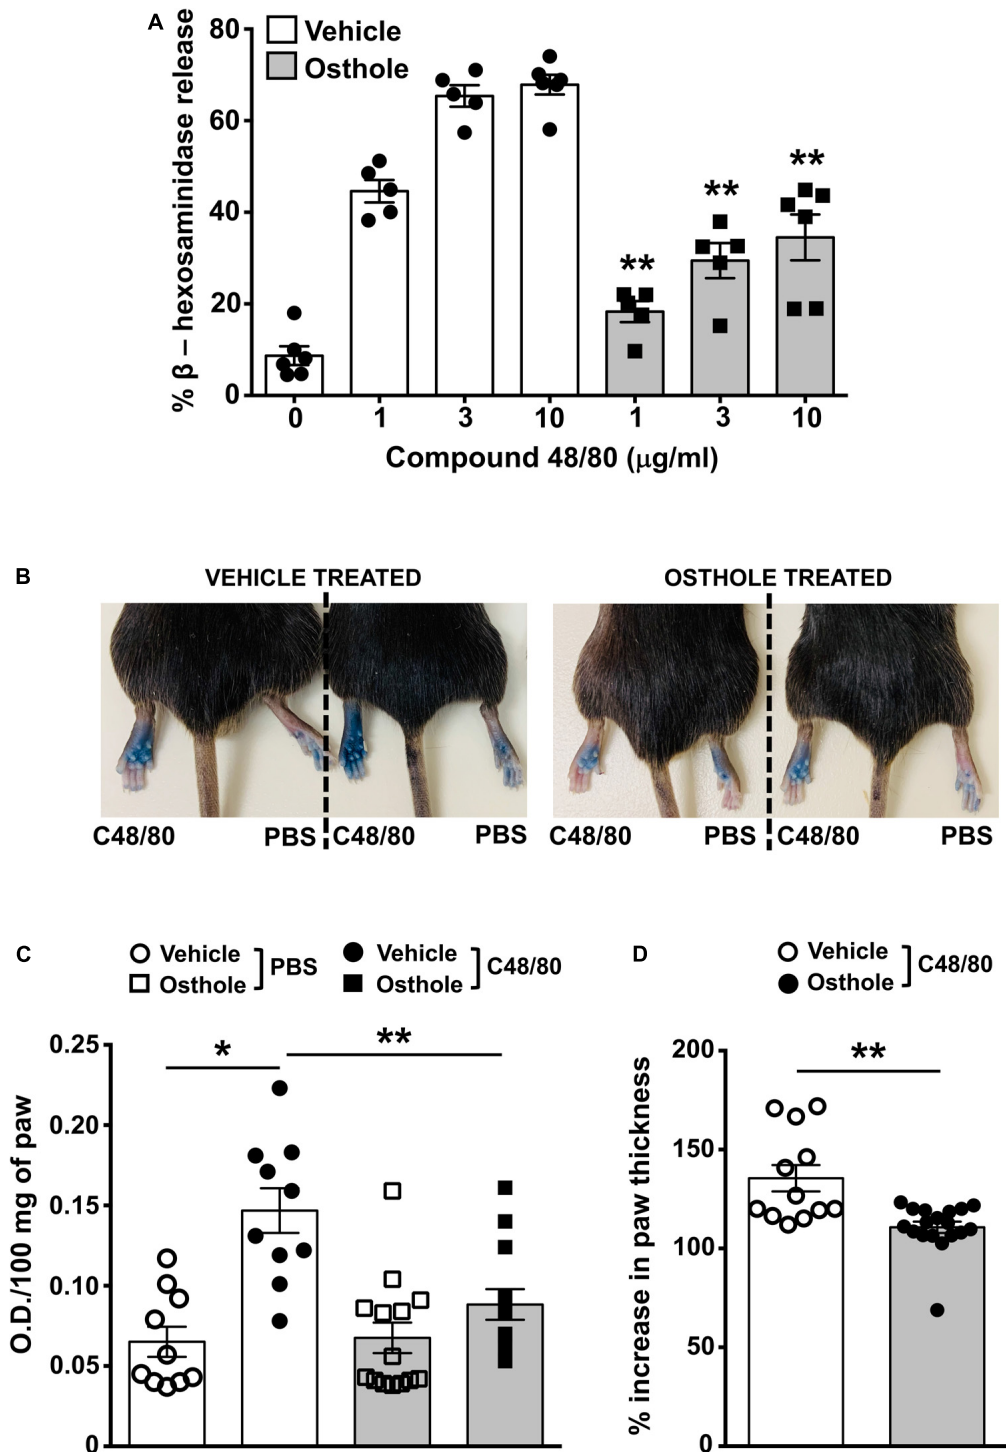 A
Vehicle
Osthole
% β – hexosaminidase release
80
60
40
20
0
**
**
**
0 1 3 10 1 3 10
Compound 48/80 (μg/ml)
B
VEHICLE TREATED
OSTHOLE TREATED
C48/80 PBS C48/80 PBS
C48/80 PBS C48/80 PBS
C
Vehicle
Osthole
PBS
Vehicle
Osthole
C48/80
O.D./100 mg of paw
0.25
0.20
0.15
0.10
0.05
0
*
**
D
Vehicle
Osthole
C48/80
% increase in paw thickness
200
150
100
50
0
**